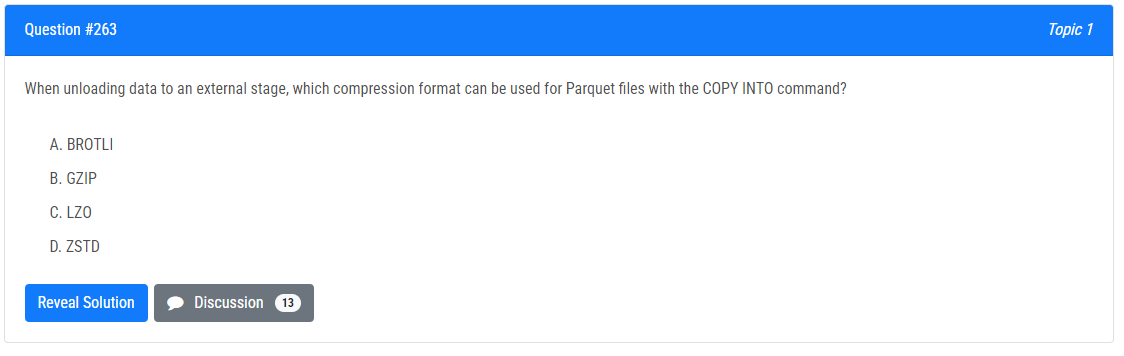 Question #263
Topic 1
When unloading data to an external stage, which compression format can be used for Parquet files with the COPY INTO command?
A. BROTLI
B. GZIP
C. LZO
D. ZSTD
Reveal Solution
Discussion 13